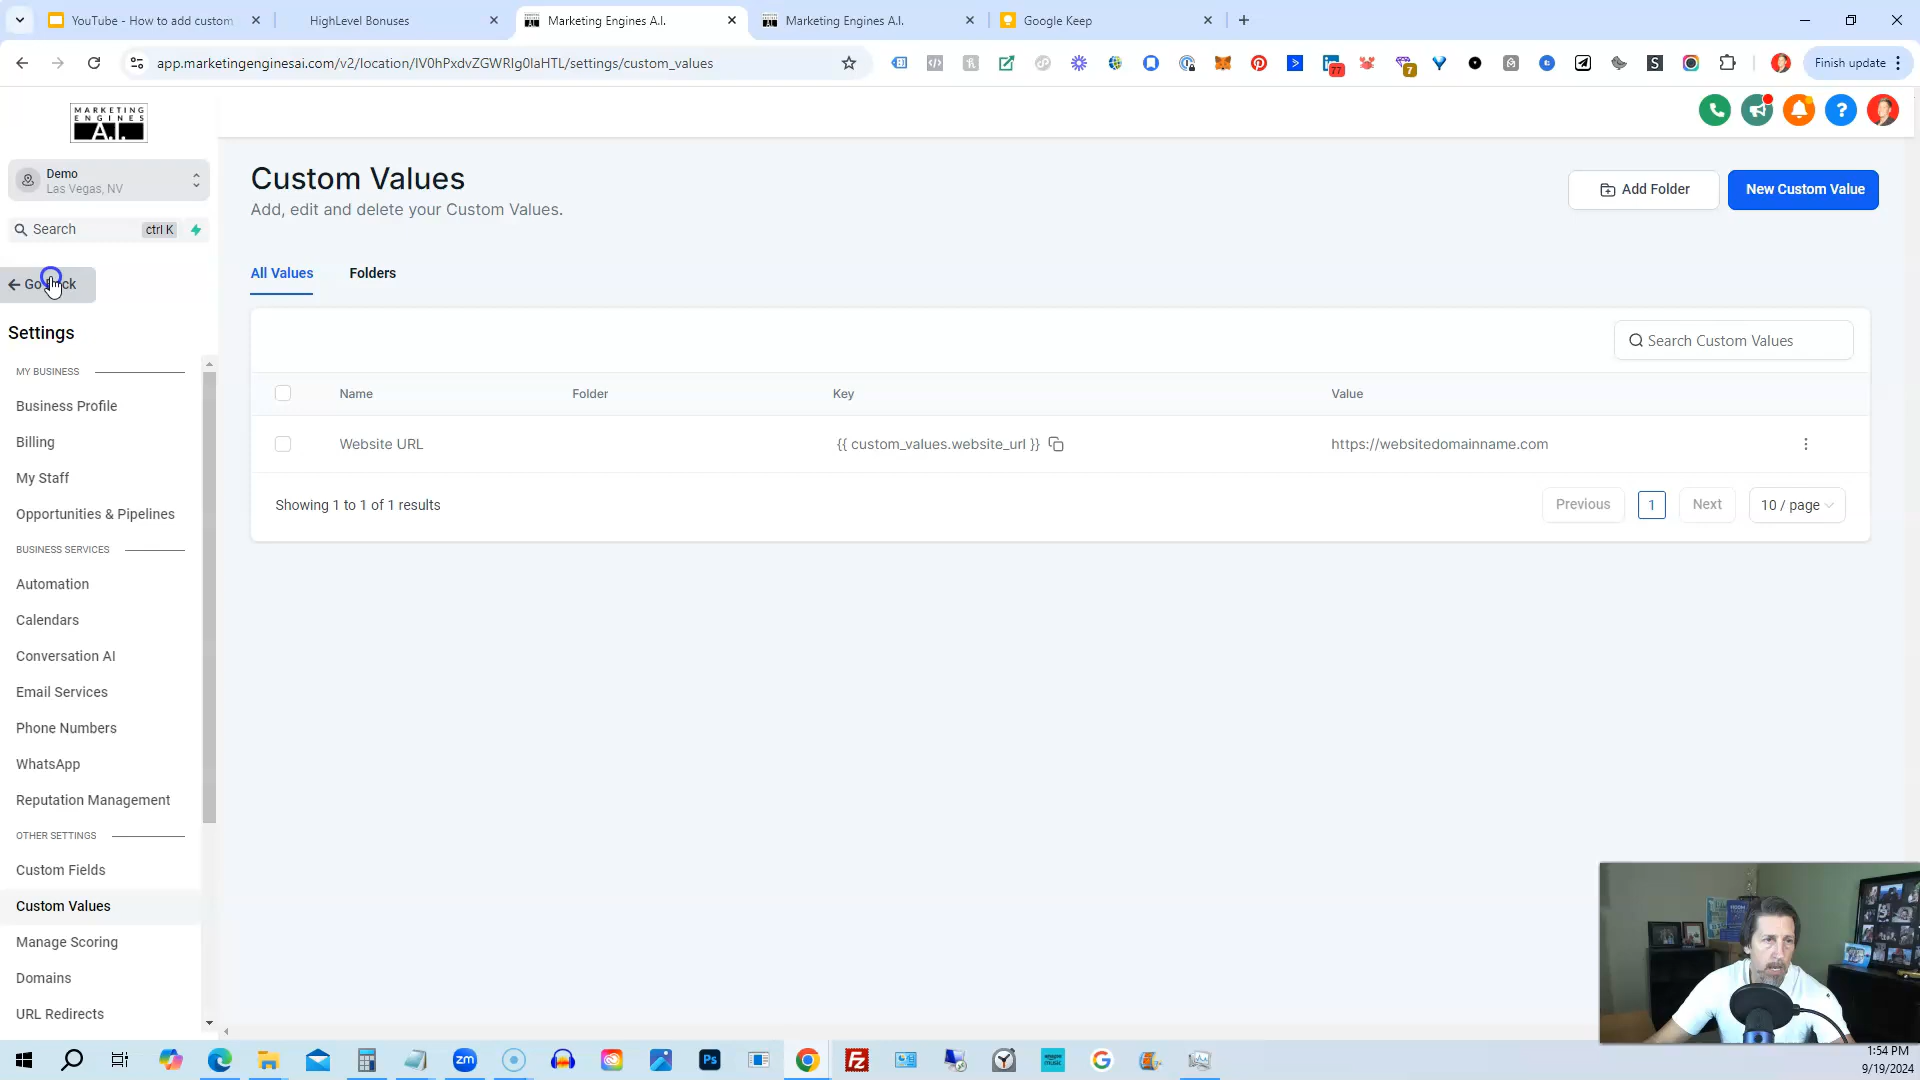 YouTube - How to add custom
HighLevel Bonuses
Marketing Engines A.I.
Marketing Engines A.I.
Google Keep
app.marketingenginesai.com/v2/location/IV0hPxdvZGWRlg0laHTL/settings/custom_values
77
7
Finish update
MARKETING
ENGINES
A.I.
Demo
Las Vegas, NV
Search
ctrl K
Custom Values
Add, edit and delete your Custom Values.
Add Folder
New Custom Value
Settings
All Values
Folders
Search Custom Values
Name
Folder
Key
Value
Website URL
{{ custom_values.website_url }}
https://websitedomainname.com
Showing 1 to 1 of 1 results
Previous
1
Next
10 / page
MY BUSINESS
Business Profile
Billing
My Staff
Opportunities & Pipelines
BUSINESS SERVICES
Automation
Calendars
Conversation AI
Email Services
Phone Numbers
WhatsApp
Reputation Management
OTHER SETTINGS
Custom Fields
Custom Values
Manage Scoring
Domains
URL Redirects
zm
Ps
1:54 PM
9/19/2024